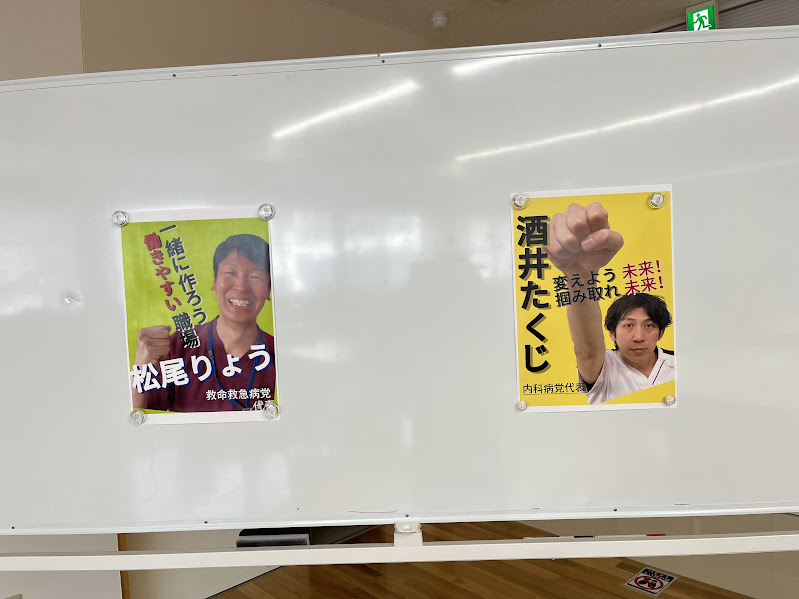 一緒に作ろう
働きやすい職場
松尾りょう
救命救急病党
代表
酒井たくじ
変えよう 未来!
掴み取れ 未来!
内科病党代表